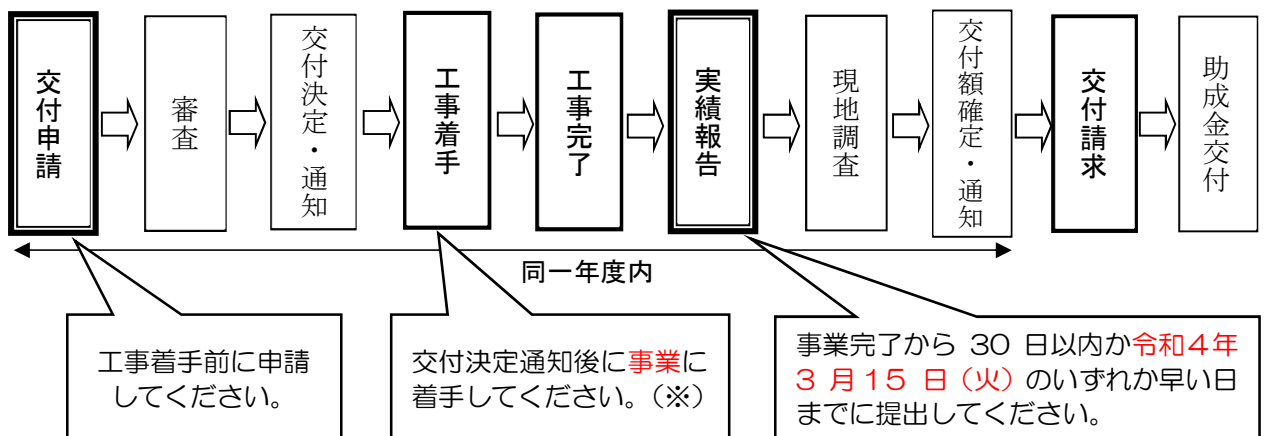 交付申請
審査
交付決定・通知
工事着手
工事完了
実績報告
現地調査
交付額確定・通知
交付請求
助成金交付
同一年度内
工事着手前に申請
してください。
交付決定通知後に事業に
着手してください。（※）
事業完了から 30 日以内か令和４年
３ 月１５ 日（火）のいずれか早い日
までに提出してください。